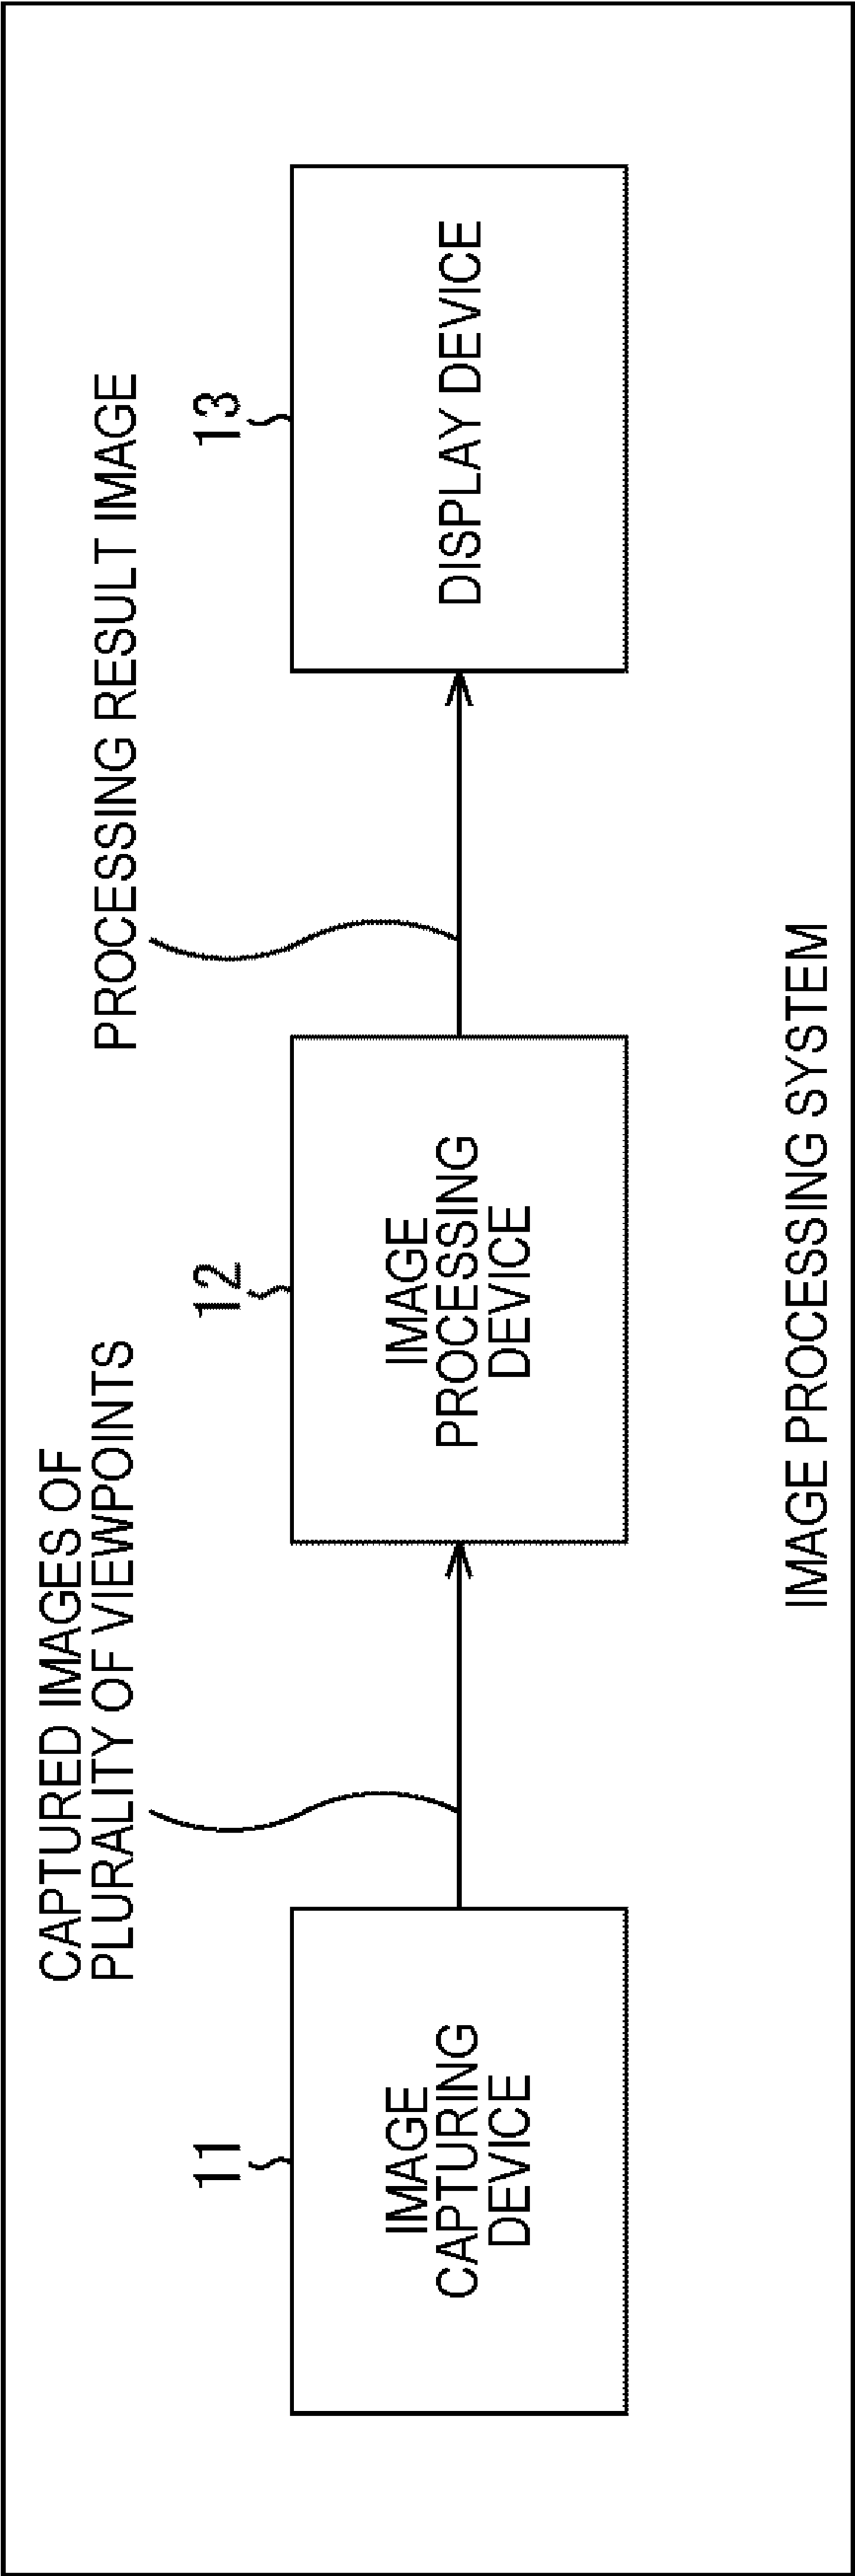 CAPTURED IMAGES OF
PLURALITY OF VIEWPOINTS
PROCESSING RESULT IMAGE
11
12
13
IMAGE
CAPTURING
DEVICE
IMAGE
PROCESSING
DEVICE
DISPLAY DEVICE
IMAGE PROCESSING SYSTEM